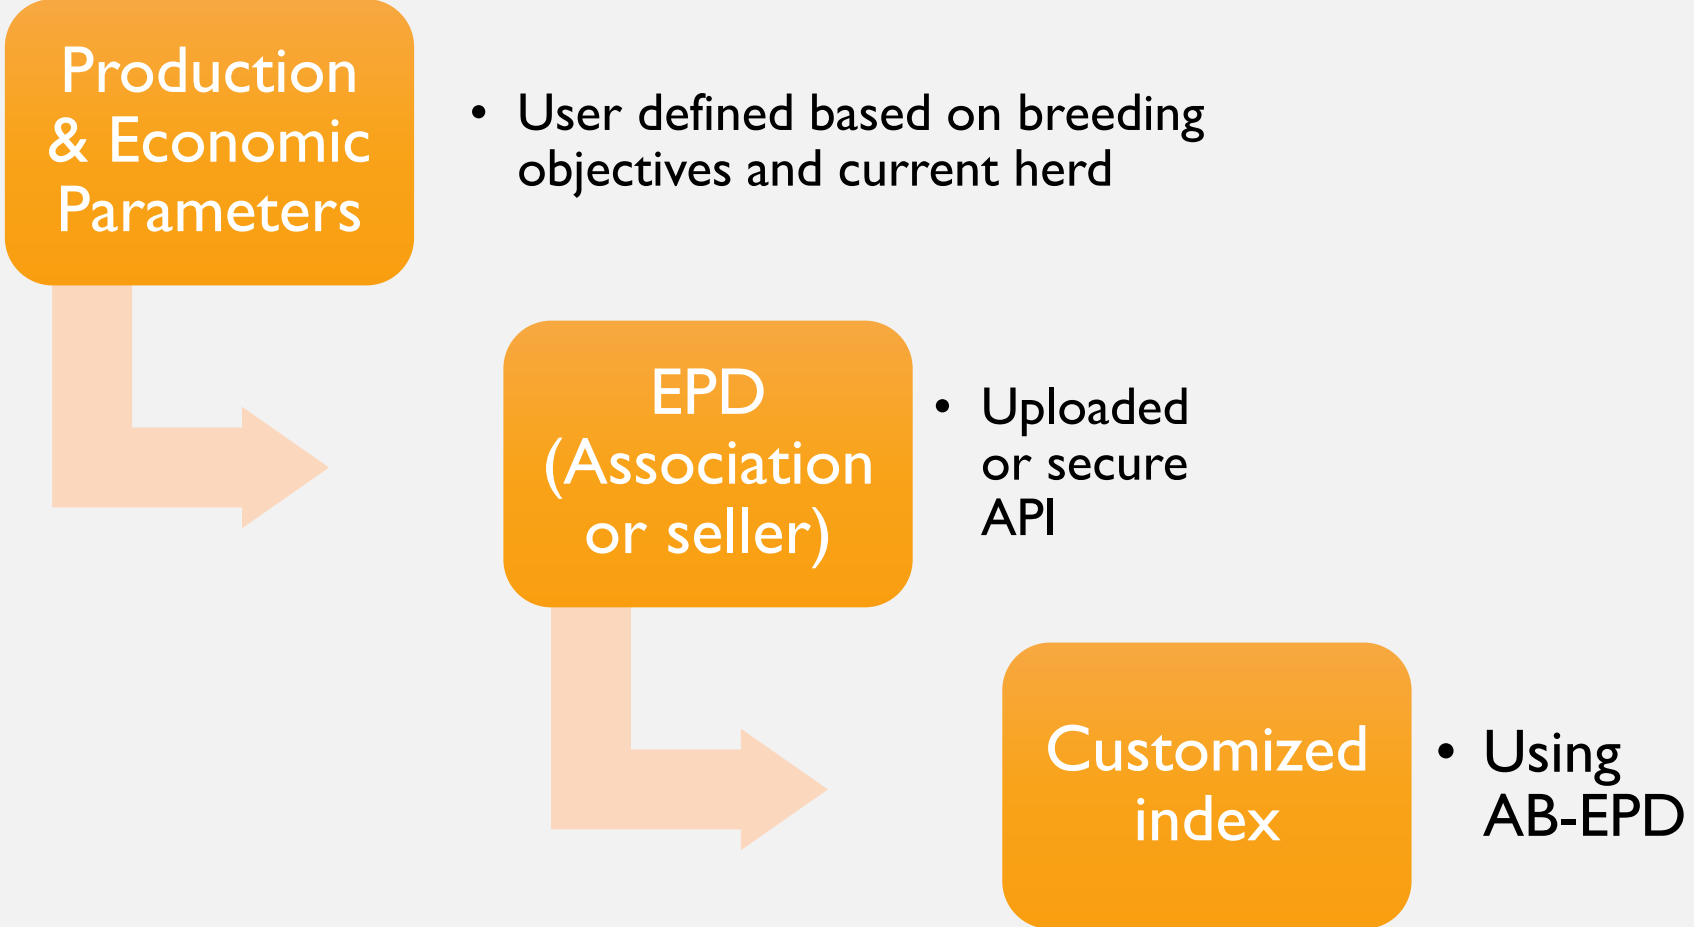 Production
& Economic
Parameters
• User defined based on breeding
objectives and current herd
EPD
(Association
or seller)
• Uploaded
or secure
API
Customized
index
• Using
AB-EPD